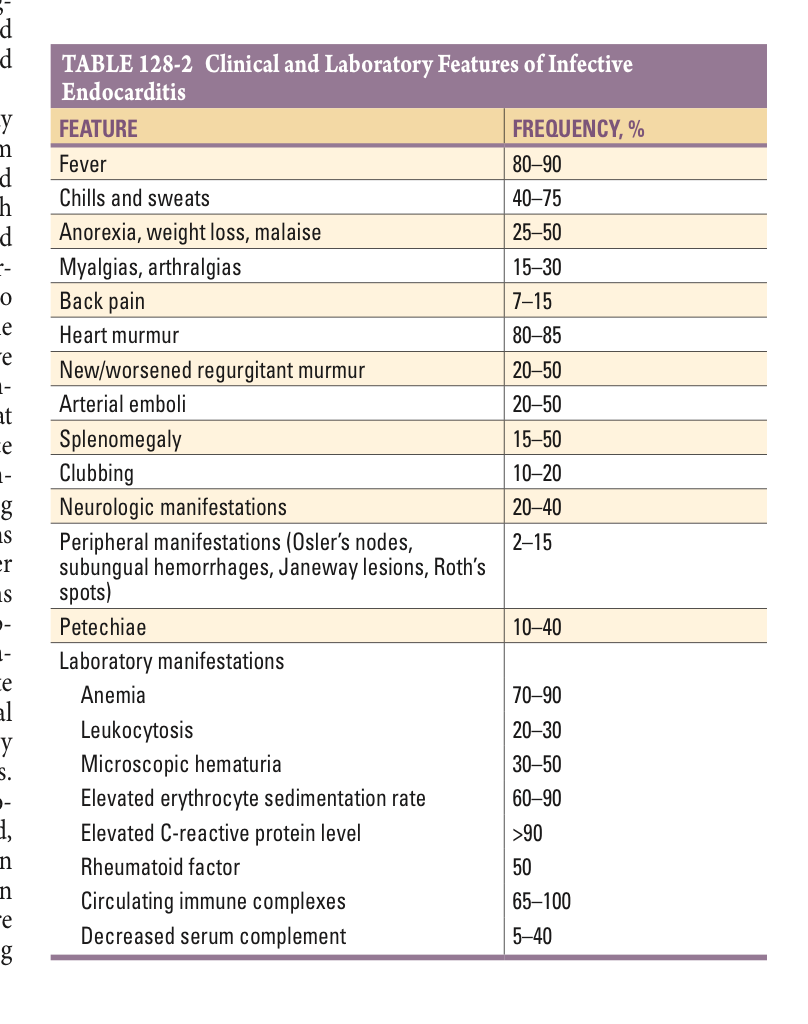 TABLE 128-2 Clinical and Laboratory Features of Infective
Endocarditis
FEATURE FREQUENCY, %
Fever 80–90
Chills and sweats 40–75
Anorexia, weight loss, malaise 25–50
Myalgias, arthralgias 15–30
Back pain 7–15
Heart murmur 80–85
New/worsened regurgitant murmur 20–50
Arterial emboli 20–50
Splenomegaly 15–50
Clubbing 10–20
Neurologic manifestations 20–40
Peripheral manifestations (Osler’s nodes, 2–15
subungual hemorrhages, Janeway lesions, Roth’s
spots)
Petechiae 10–40
Laboratory manifestations
Anemia 70–90
Leukocytosis 20–30
Microscopic hematuria 30–50
Elevated erythrocyte sedimentation rate 60–90
Elevated C-reactive protein level >90
Rheumatoid factor 50
Circulating immune complexes 65–100
Decreased serum complement 5–40